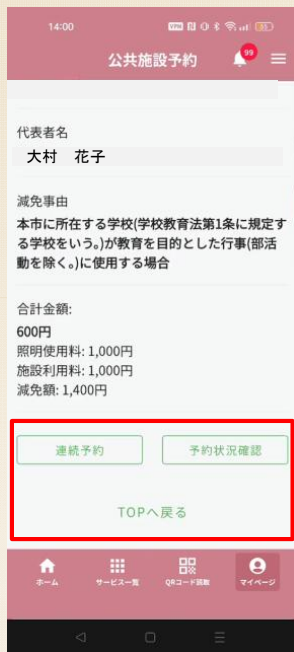 14:00
VPN
公共施設予約
99
代表者名
大村 花子
減免事由
本市に所在する学校(学校教育法第1条に規定す
る学校をいう。)が教育を目的とした行事(部活
動を除く。)に使用する場合
合計金額:
600円
照明使用料: 1,000円
施設利用料: 1,000円
減免額: 1,400円
連続予約 予約状況確認
TOPへ戻る
ホーム サービス一覧 QRコード読取 マイページ